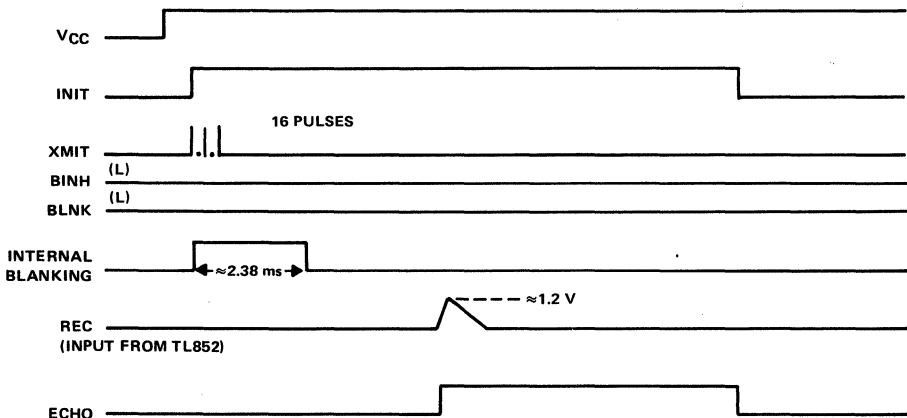 VCC
INIT
16 PULSES
XMIT
(L)
BINH
(L)
BLNK
INTERNAL
BLANKING
≈2.38 ms
≈1.2 V
REC
(INPUT FROM TL852)
ECHO